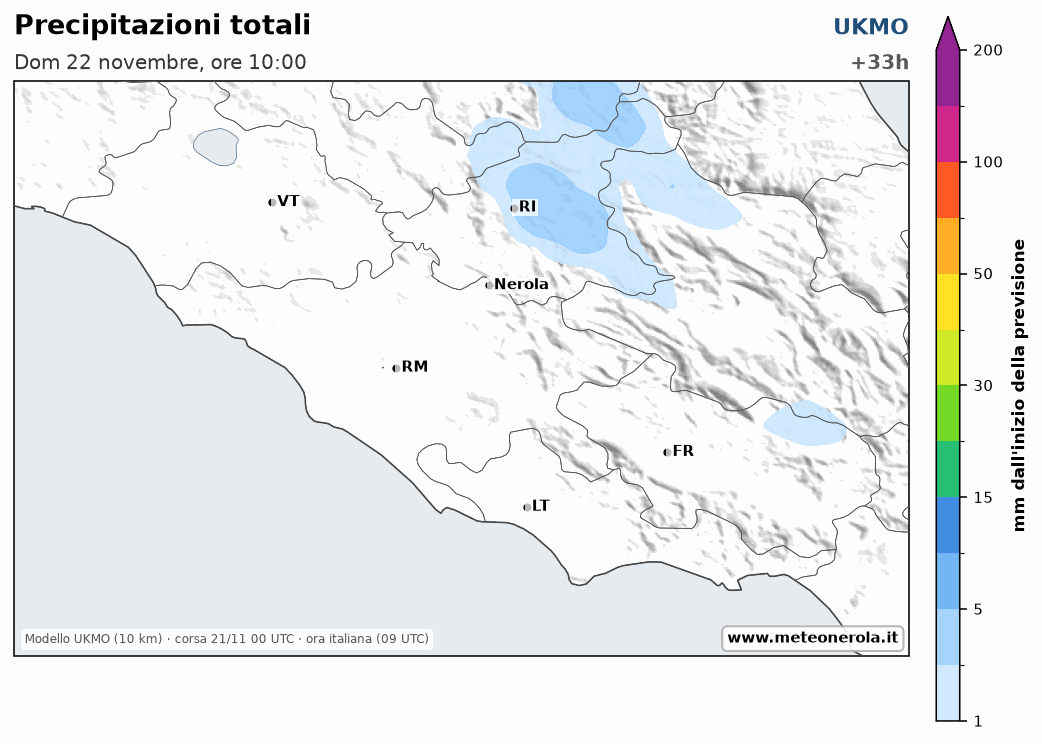 Precipitazioni totali
UKMO
Dom 22 novembre, ore 10:00
+33h
200
100
50
30
15
5
1
mm dall'inizio della previsione
VT
RI
Nerola
RM
FR
LT
Modello UKMO (10 km) · corsa 21/11 00 UTC · ora italiana (09 UTC)
www.meteonerola.it